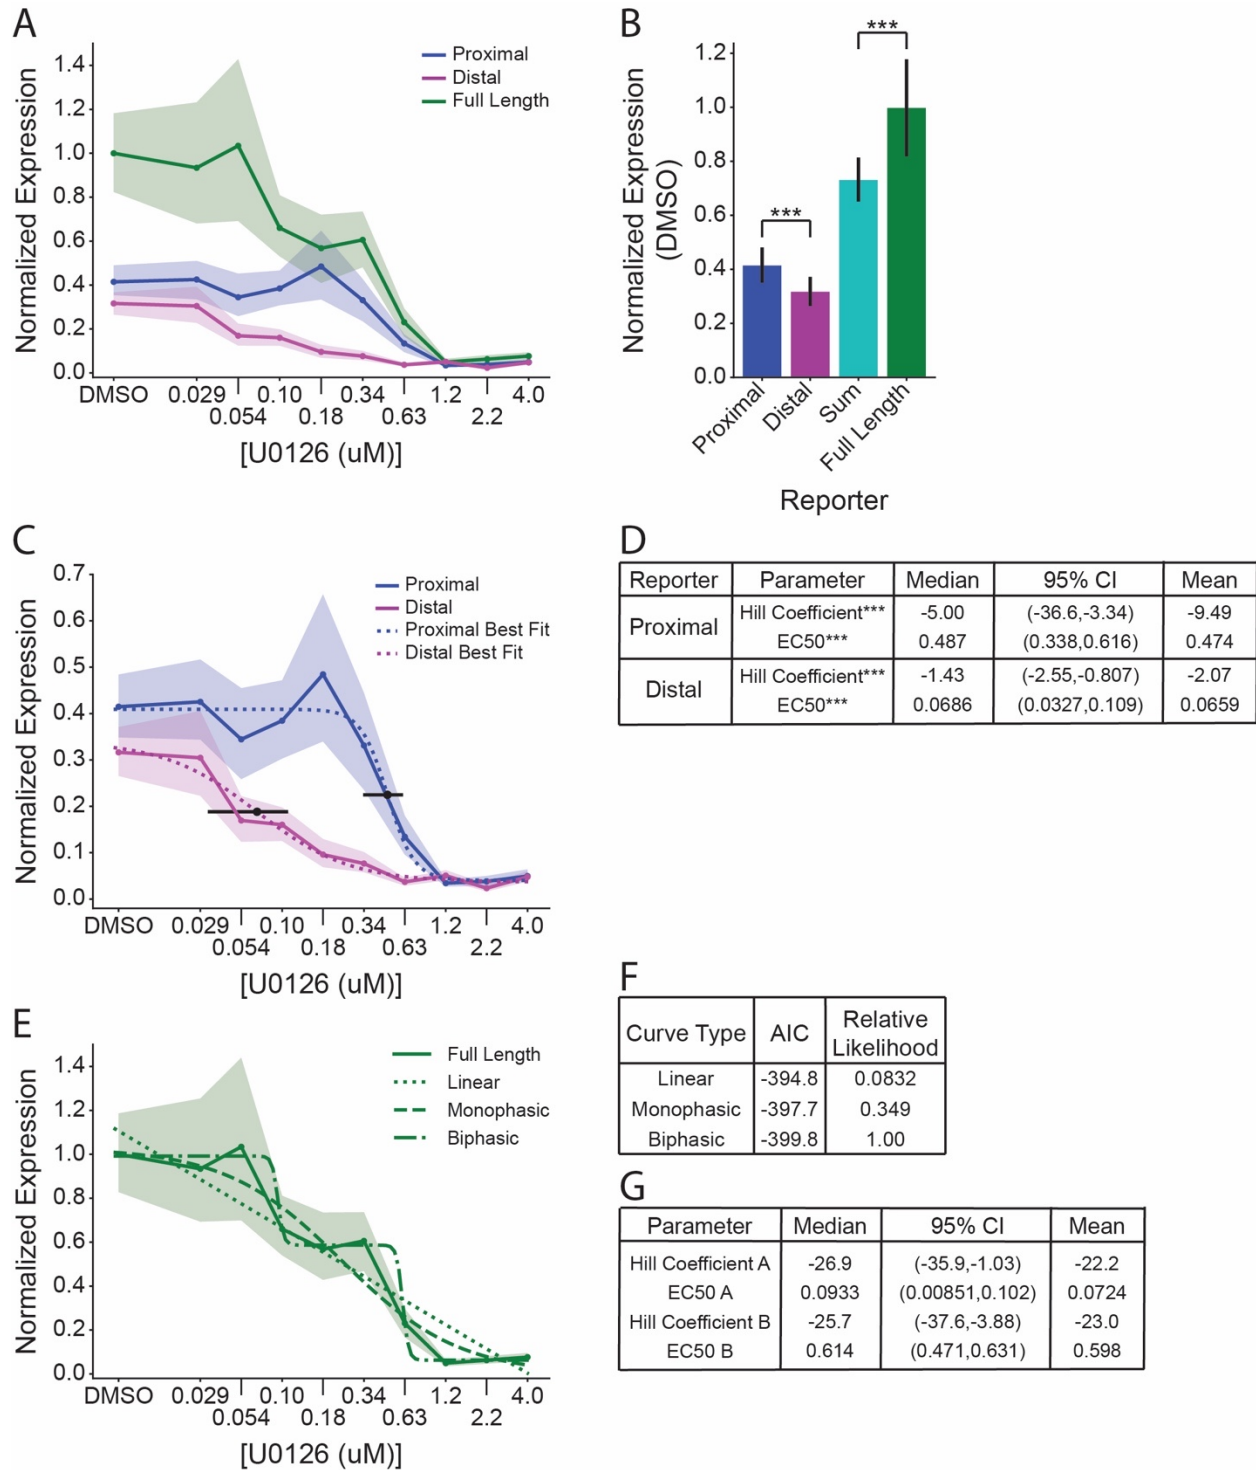 A
Normalized Expression
1.4
1.2
1.0
0.8
0.6
0.4
0.2
0.0
Proximal
Distal
Full Length
DMSO 0.029 0.10 0.34 1.2 4.0
0.054 0.18 0.63 2.2
[U0126 (uM)]
B
Normalized Expression
(DMSO)
1.2
1.0
0.8
0.6
0.4
0.2
0.0
***
***
Proximal
Distal
Sum
Full Length
Reporter
C
Normalized Expression
0.7
0.6
0.5
0.4
0.3
0.2
0.1
0.0
Proximal
Distal
Proximal Best Fit
Distal Best Fit
DMSO 0.029 0.10 0.34 1.2 4.0
0.054 0.18 0.63 2.2
[U0126 (uM)]
D
Reporter Parameter Median 95% CI Mean
Proximal
Hill Coefficient*** -5.00 (-36.6,-3.34) -9.49
EC50*** 0.487 (0.338,0.616) 0.474
Distal
Hill Coefficient*** -1.43 (-2.55,-0.807) -2.07
EC50*** 0.0686 (0.0327,0.109) 0.0659
E
Normalized Expression
1.4
1.2
1.0
0.8
0.6
0.4
0.2
0.0
Full Length
Linear
Monophasic
Biphasic
DMSO 0.029 0.10 0.34 1.2 4.0
0.054 0.18 0.63 2.2
[U0126 (uM)]
F
Curve Type AIC Relative
Likelihood
Linear -394.8 0.0832
Monophasic -397.7 0.349
Biphasic -399.8 1.00
G
Parameter Median 95% CI Mean
Hill Coefficient A -26.9 (-35.9,-1.03) -22.2
EC50 A 0.0933 (0.00851,0.102) 0.0724
Hill Coefficient B -25.7 (-37.6,-3.88) -23.0
EC50 B 0.614 (0.471,0.631) 0.598